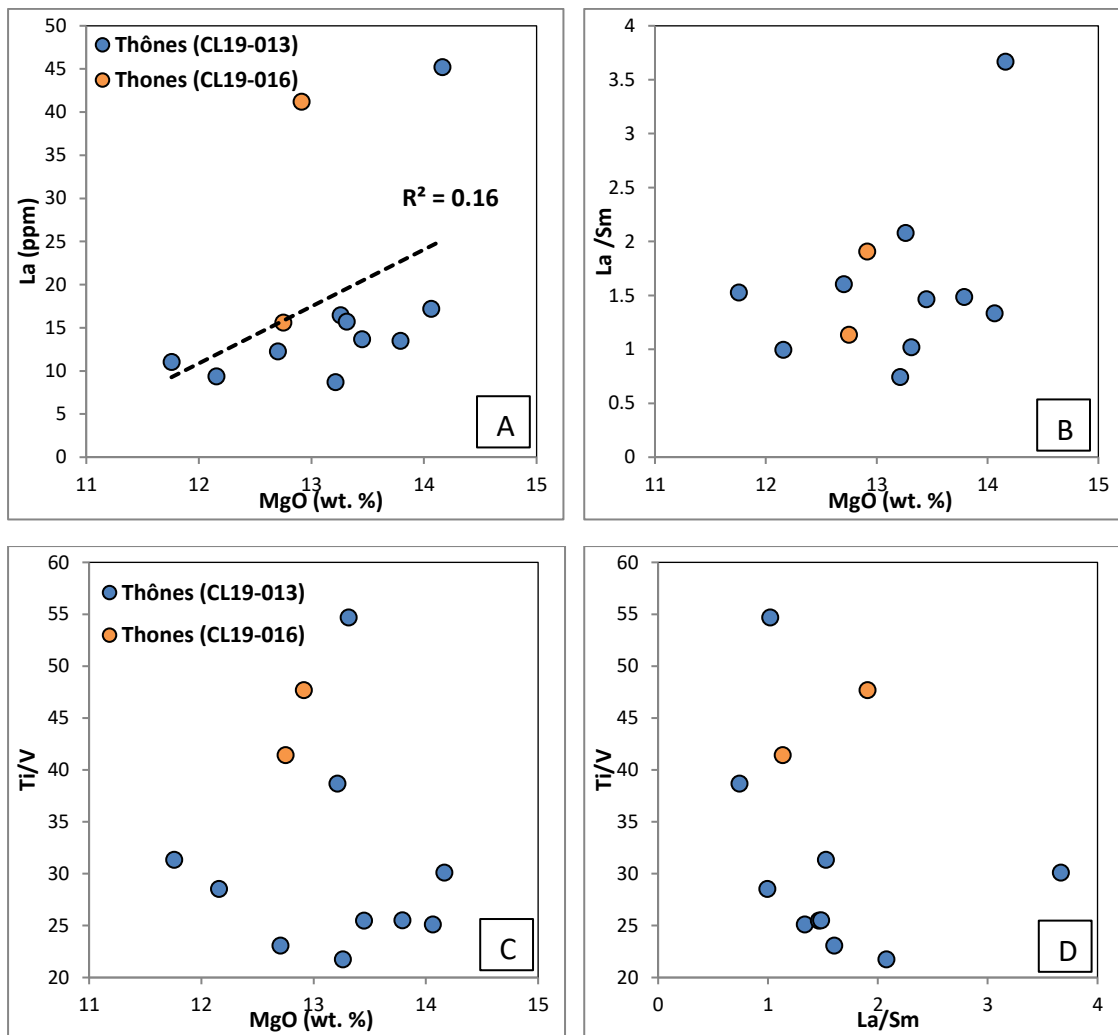 50
45
40
35
30
25
20
15
10
5
0
La (ppm)
Thônes (CL19-013)
Thones (CL19-016)
R² = 0.16
A
11 12 13 14 15
MgO (wt. %)
4
3.5
3
2.5
2
1.5
1
0.5
0
La /Sm
B
11 12 13 14 15
MgO (wt. %)
60
55
50
45
40
35
30
25
20
Ti/V
Thônes (CL19-013)
Thones (CL19-016)
C
11 12 13 14 15
MgO (wt. %)
60
55
50
45
40
35
30
25
20
Ti/V
D
0 1 2 3 4
La/Sm